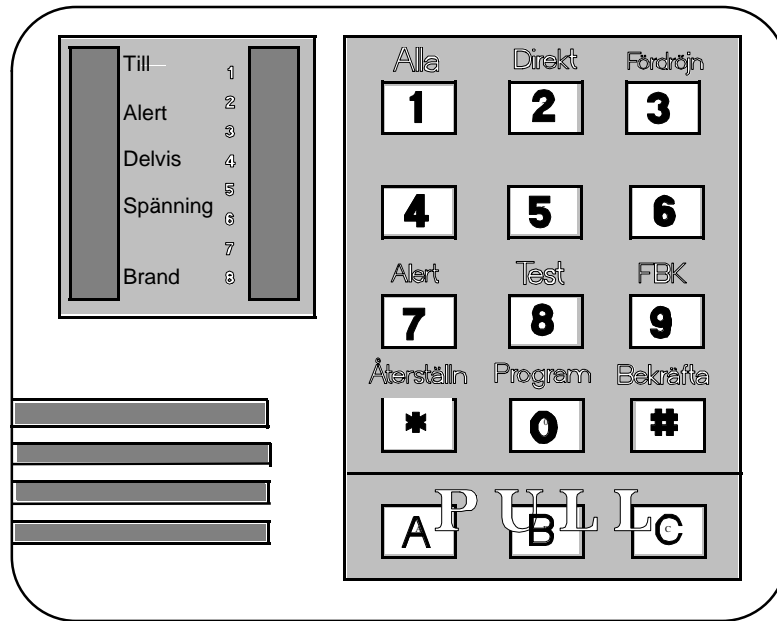 Till
1
2
Alert
3
Delvis
4
5
Spänning
6
7
Brand
8
Alla Direkt Fördröjn
1 2 3
4 5 6
Alert Test FBK
7 8 9
Återställn Program Bekräfta
* 0 #
PULL
A B C